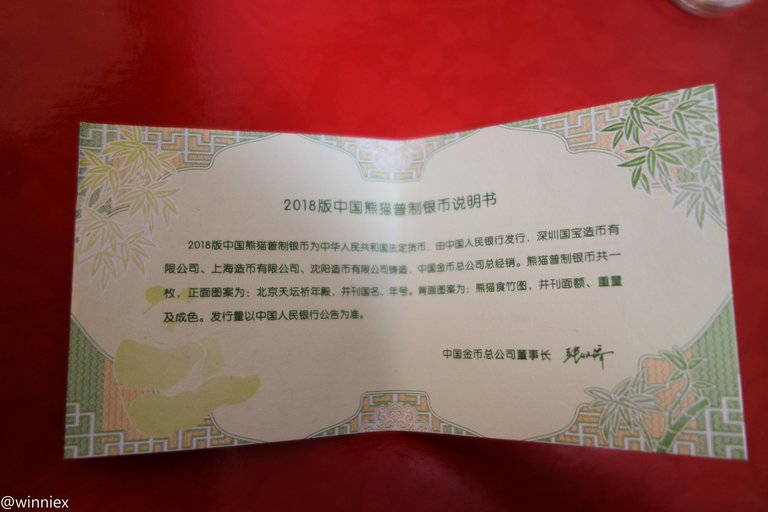 2018版中国熊猫普制银币说明书
2018版中国熊猫普制银币为中华人民共和国法定货币，由中国人民银行发行，深圳国宝造币有
限公司、上海造币有限公司、沈阳造币有限公司铸造，中国金币总公司总经销。熊猫普制银币共一
枚，正面图案为：北京天坛祈年殿，并刊国名、年号。背面图案为：熊猫食竹图，并刊面额、重量
及成色。发行量以中国人民银行公告为准。
中国金币总公司董事长
@winniex